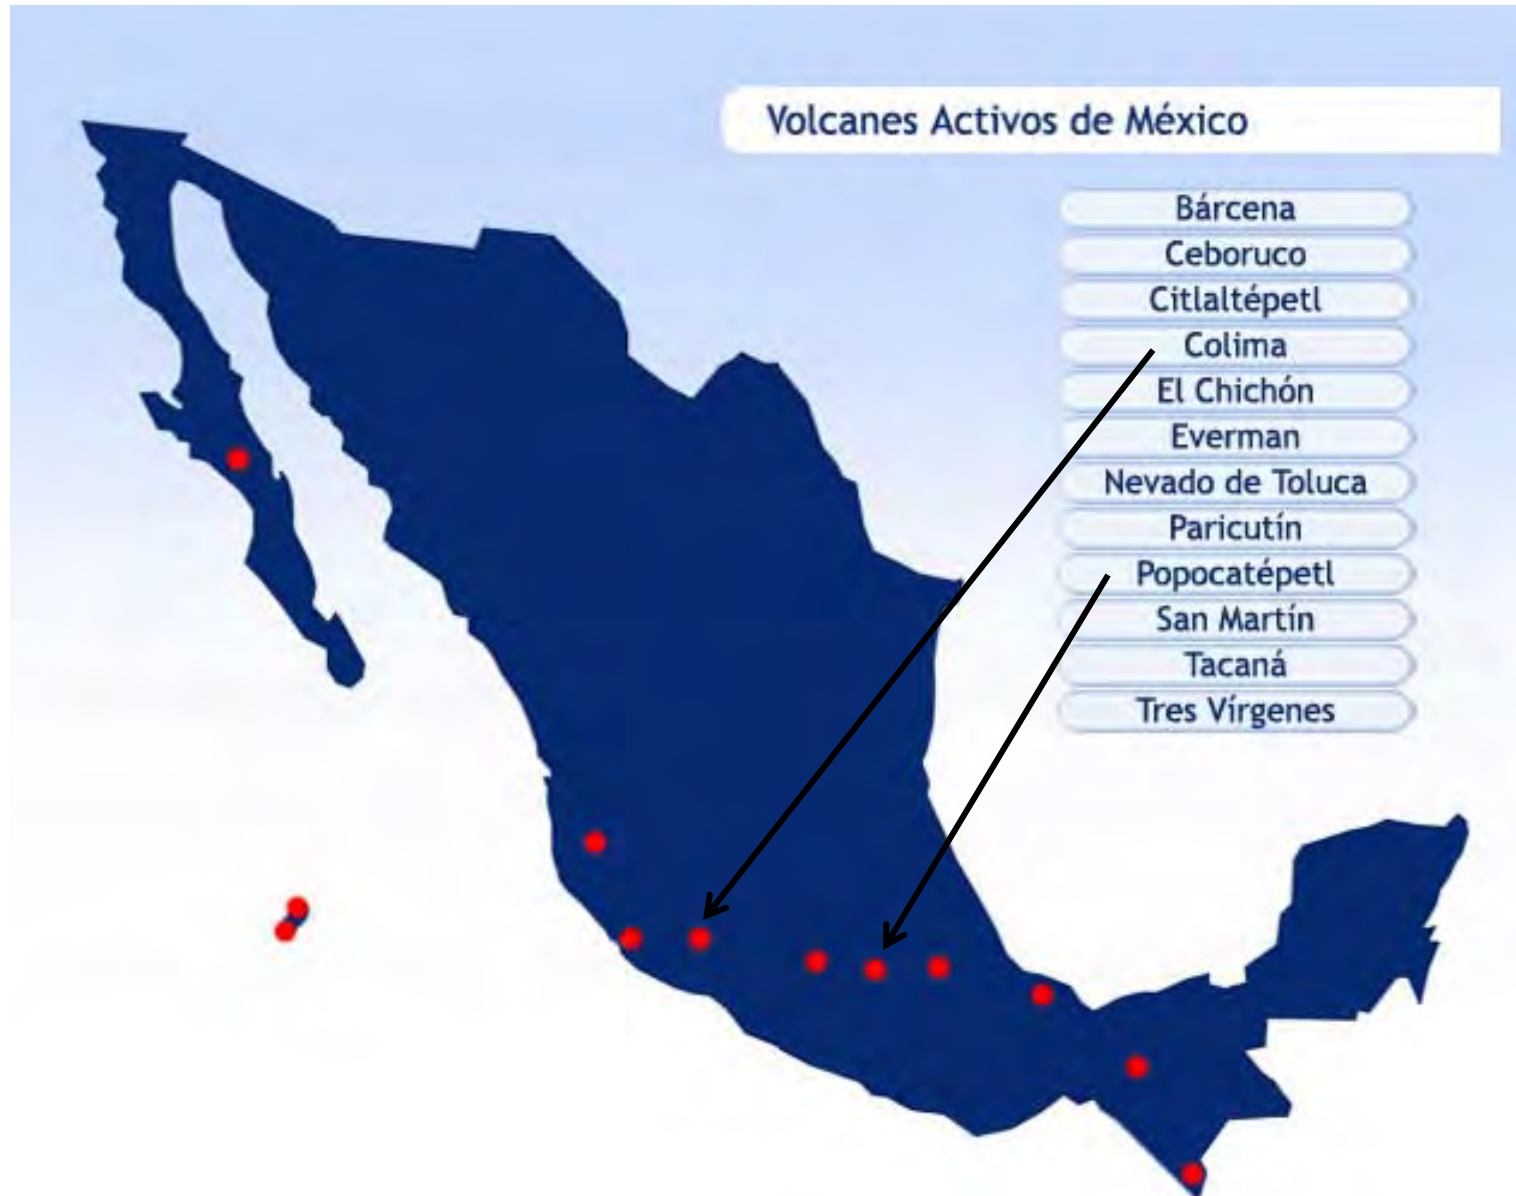 Volcanes Activos de México
Bárcena
Ceboruco
Citlaltépetl
Colima
El Chichón
Everman
Nevado de Toluca
Paricutín
Popocatépetl
San Martín
Tacaná
Tres Vírgenes